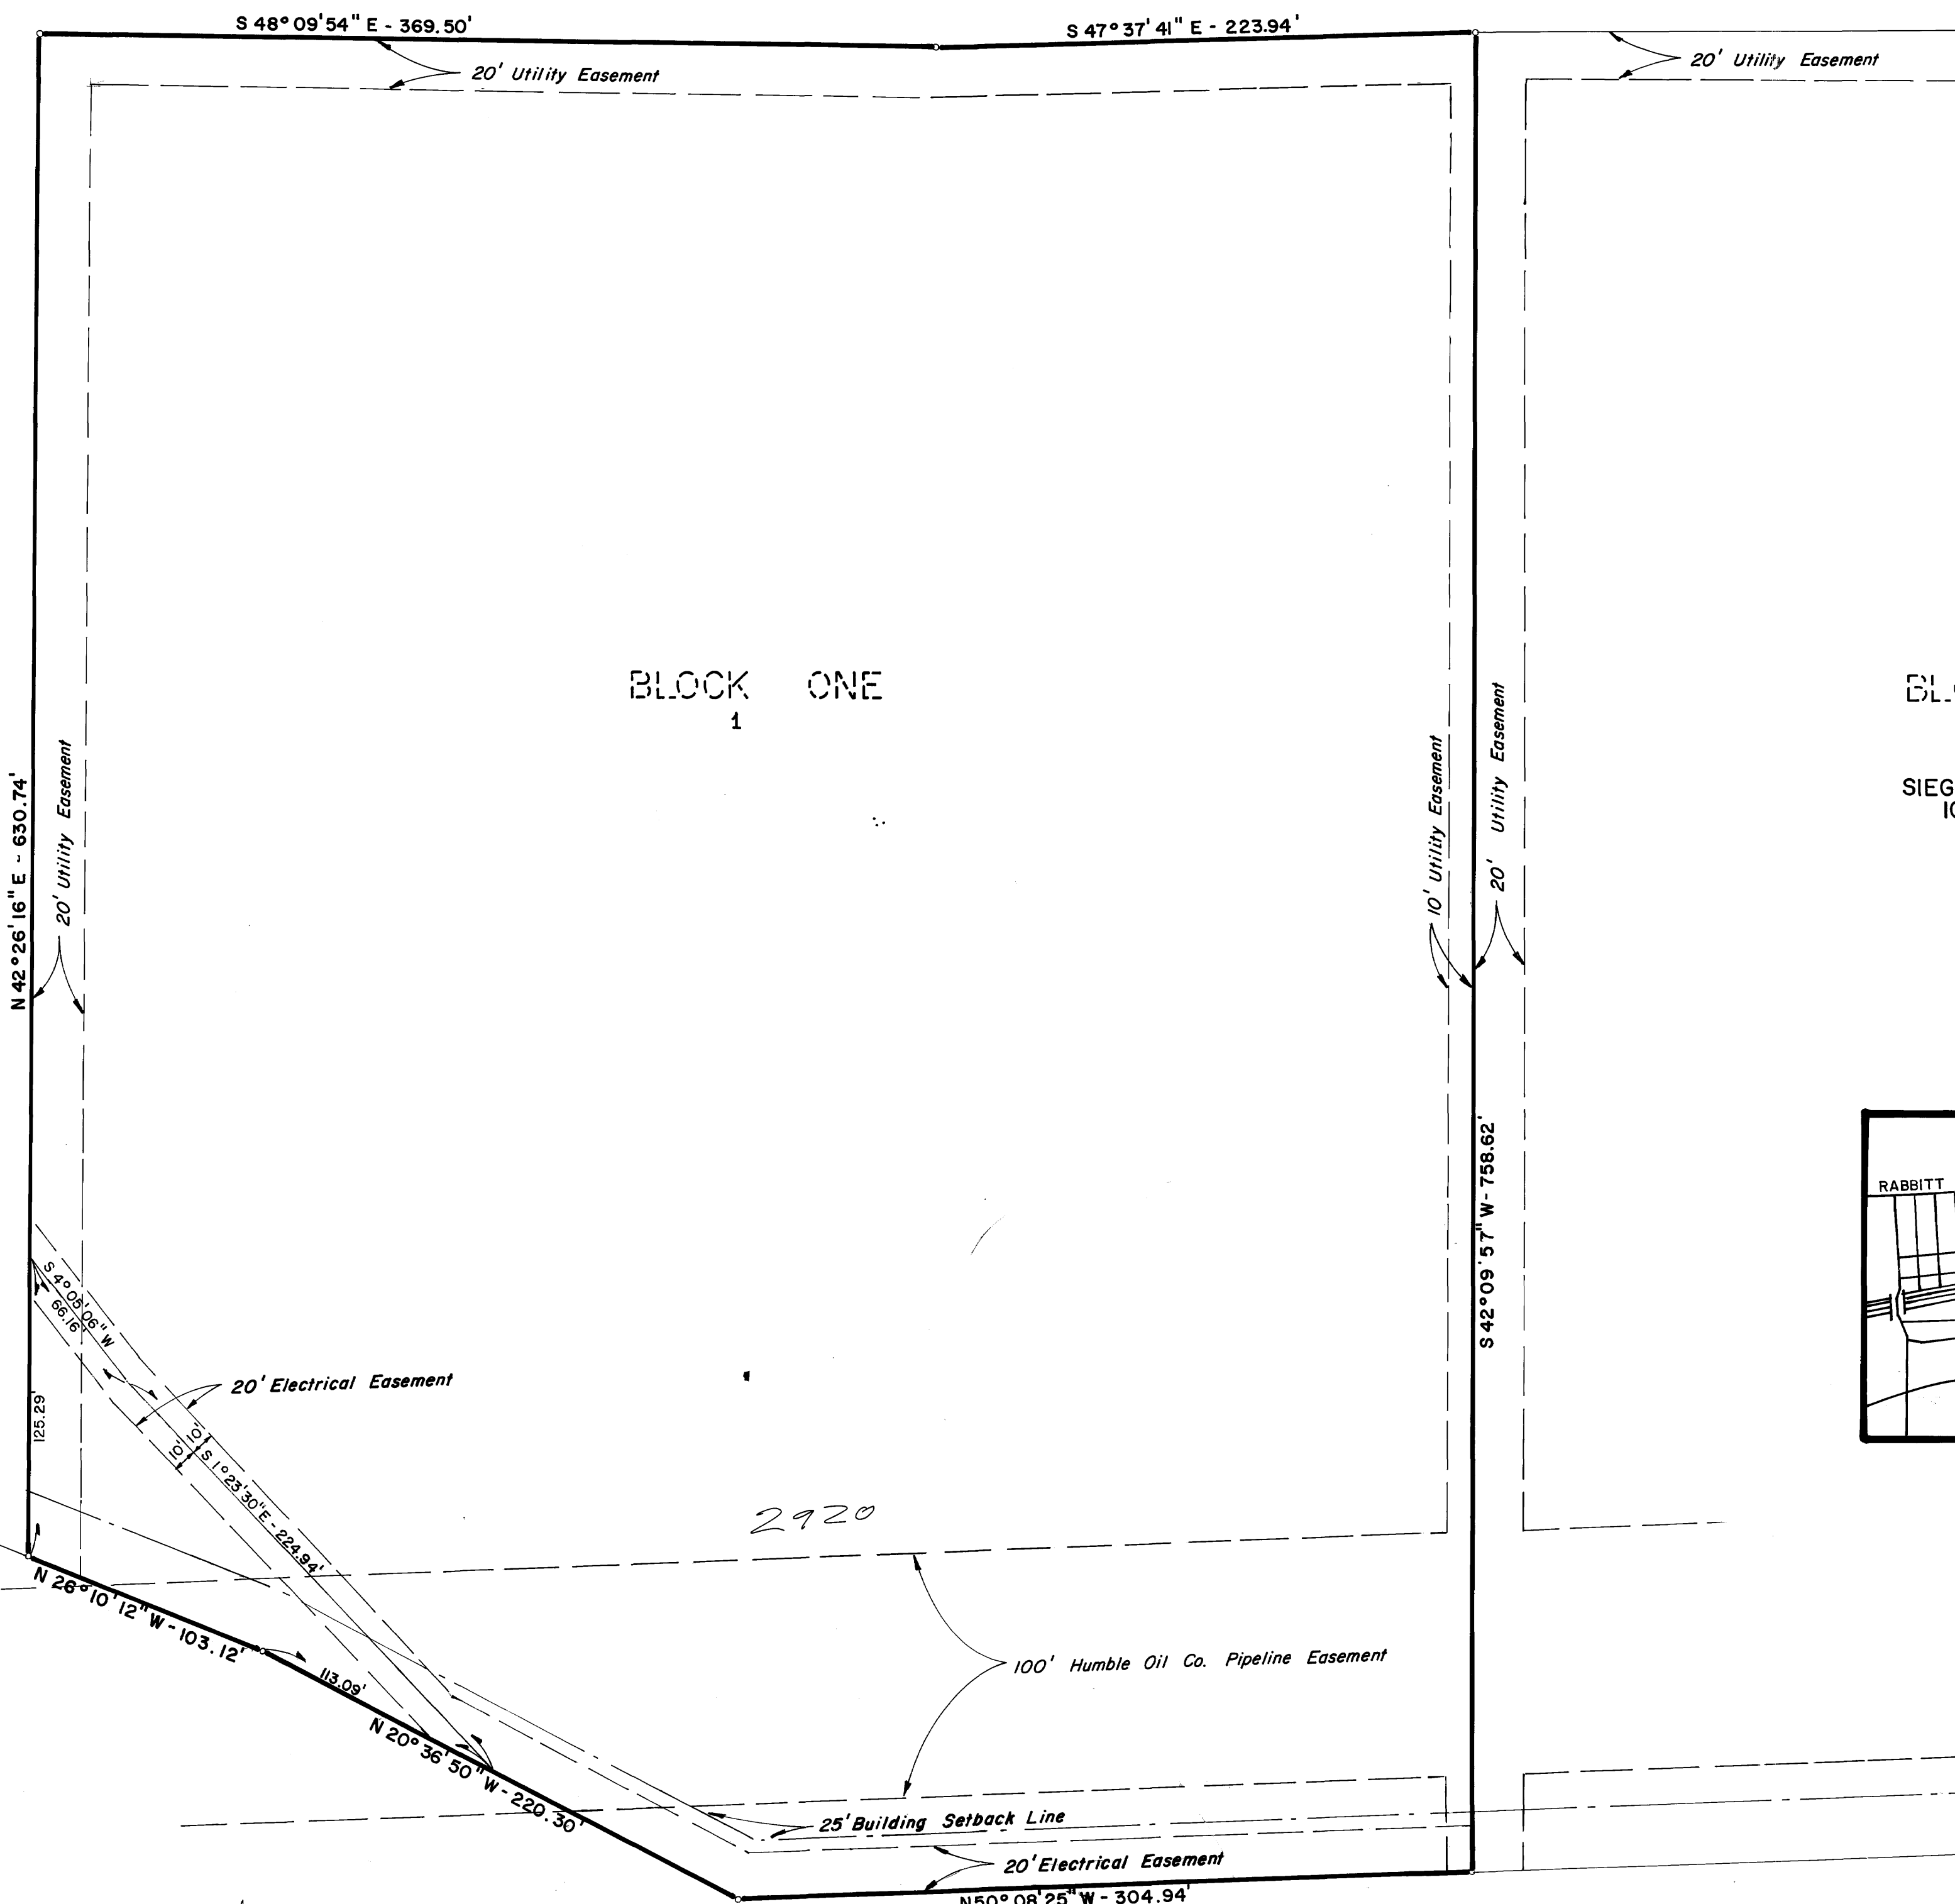 S 48° 09' 54" E - 369.50'
S 47° 37' 41" E - 223.94'
20' Utility Easement
20' Utility Easement
BLOCK ONE
1
N 42° 26' 16" E - 630.74'
20' Utility Easement
10' Utility Easement
20' Utility Easement
S 42° 09' 57" W - 758.62'
BL
SIEG
10
RABBITT
S 4° 05' 06" W
66.16'
125.29'
20' Electrical Easement
10'
10'
S 1° 23' 30" E - 224.94'
2920
N 26° 10' 12" W - 103.12'
113.09'
N 20° 36' 50" W - 220.30'
100' Humble Oil Co. Pipeline Easement
25' Building Setback Line
20' Electrical Easement
N 50° 08' 25" W - 304.94'